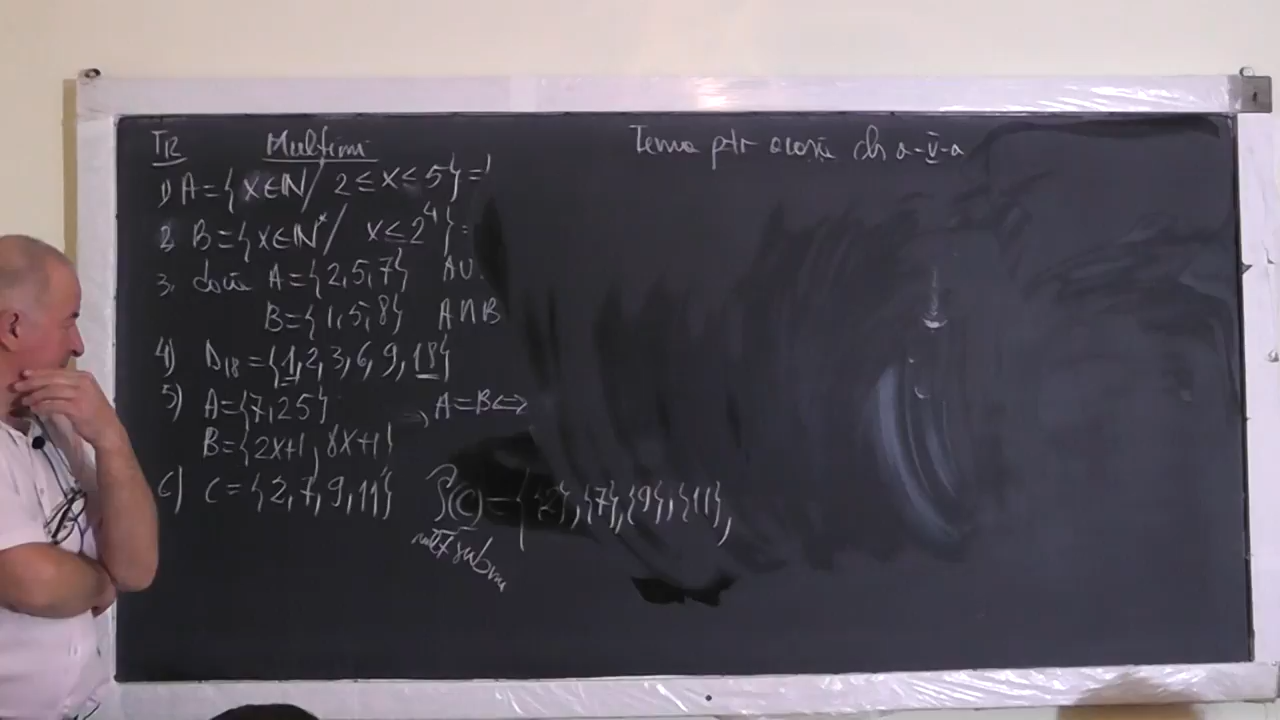 TR Mulțimi
Tema ptr acasă cls a-V-a
1) A={x∈ℕ/ 2≤x≤5}=
2, B={x∈ℕ*/ x≤2⁴}=
3. dacă A={2,5,7} A∪
B={1,5,8} A∩B
4) D₁₈={1,2,3,6,9,18}
5) A={7,25} A=B⇔
B={2x+1, 8x+1}
6) C={2,7,9,11} P(C)={{2},{7},{9},{11},